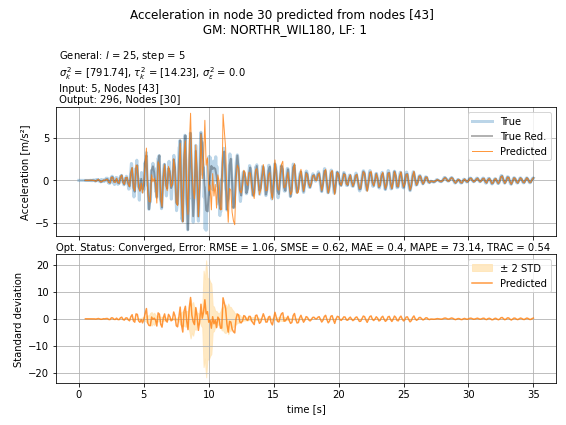 Acceleration in node 30 predicted from nodes [43]
GM: NORTHR_WIL180, LF: 1
General: l = 25, step = 5
σ²_k = [791.74], τ²_k = [14.23], σ²_ε = 0.0
Input: 5, Nodes [43]
Output: 296, Nodes [30]
Acceleration [m/s²]
5
0
−5
True
True Red.
Predicted
Opt. Status: Converged, Error: RMSE = 1.06, SMSE = 0.62, MAE = 0.4, MAPE = 73.14, TRAC = 0.54
Standard deviation
20
10
0
−10
−20
± 2 STD
Predicted
0 5 10 15 20 25 30 35
time [s]